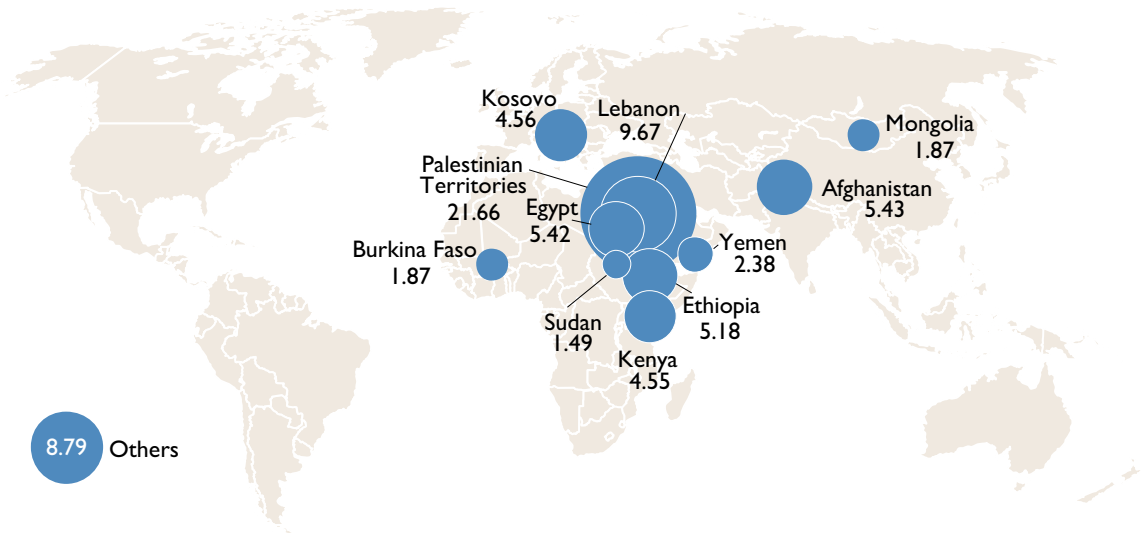 Kosovo
4.56
Lebanon
9.67
Mongolia
1.87
Palestinian
Territories
21.66
Egypt
5.42
Afghanistan
5.43
Burkina Faso
1.87
Yemen
2.38
Ethiopia
5.18
Sudan
1.49
Kenya
4.55
8.79 Others